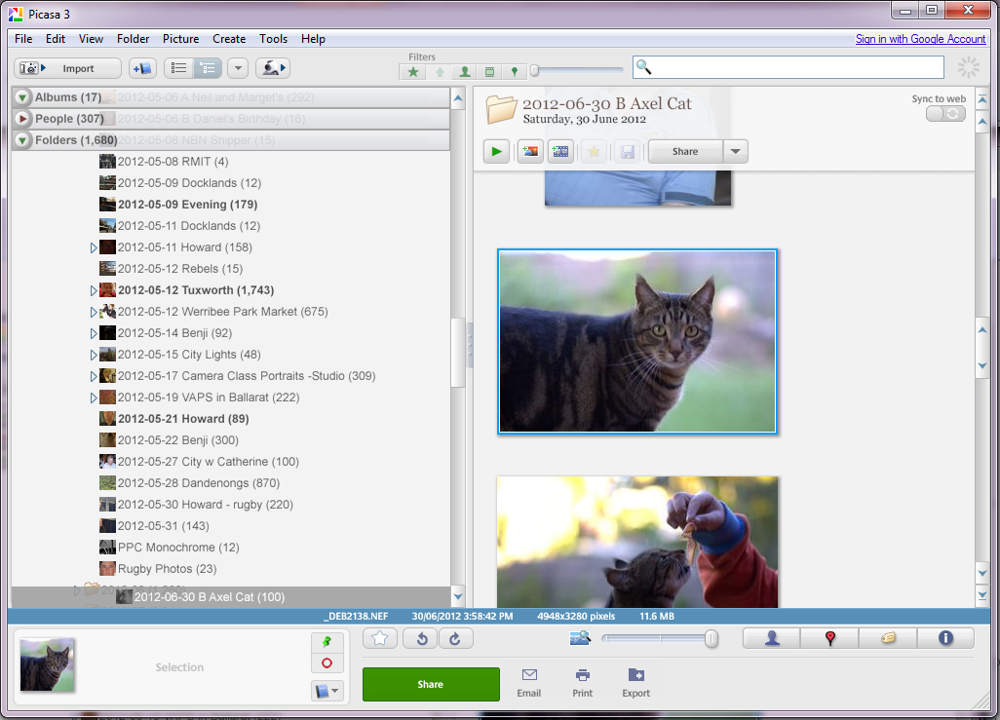 Picasa 3
File Edit View Folder Picture Create Tools Help
Sign in with Google Account
Import
Filters
Albums (17)
2012-05-06 A Neil and Marget's (292)
People (307)
2012-05-06 B Daniel's Birthday (16)
Folders (1,680)
2012-05-08 NBN Shipper (15)
2012-05-08 RMIT (4)
2012-05-09 Docklands (12)
2012-05-09 Evening (179)
2012-05-11 Docklands (12)
2012-05-11 Howard (158)
2012-05-12 Rebels (15)
2012-05-12 Tuxworth (1,743)
2012-05-12 Werribee Park Market (675)
2012-05-14 Benji (92)
2012-05-15 City Lights (48)
2012-05-17 Camera Class Portraits -Studio (309)
2012-05-19 VAPS in Ballarat (222)
2012-05-21 Howard (89)
2012-05-22 Benji (300)
2012-05-27 City w Catherine (100)
2012-05-28 Dandenongs (870)
2012-05-30 Howard - rugby (220)
2012-05-31 (143)
PPC Monochrome (12)
Rugby Photos (23)
2012-06-30 B Axel Cat (100)
2012-06-30 B Axel Cat
Saturday, 30 June 2012
Sync to web
Share
_DEB2138.NEF 30/06/2012 3:58:42 PM 4948x3280 pixels 11.6 MB
Selection
Share
Email
Print
Export